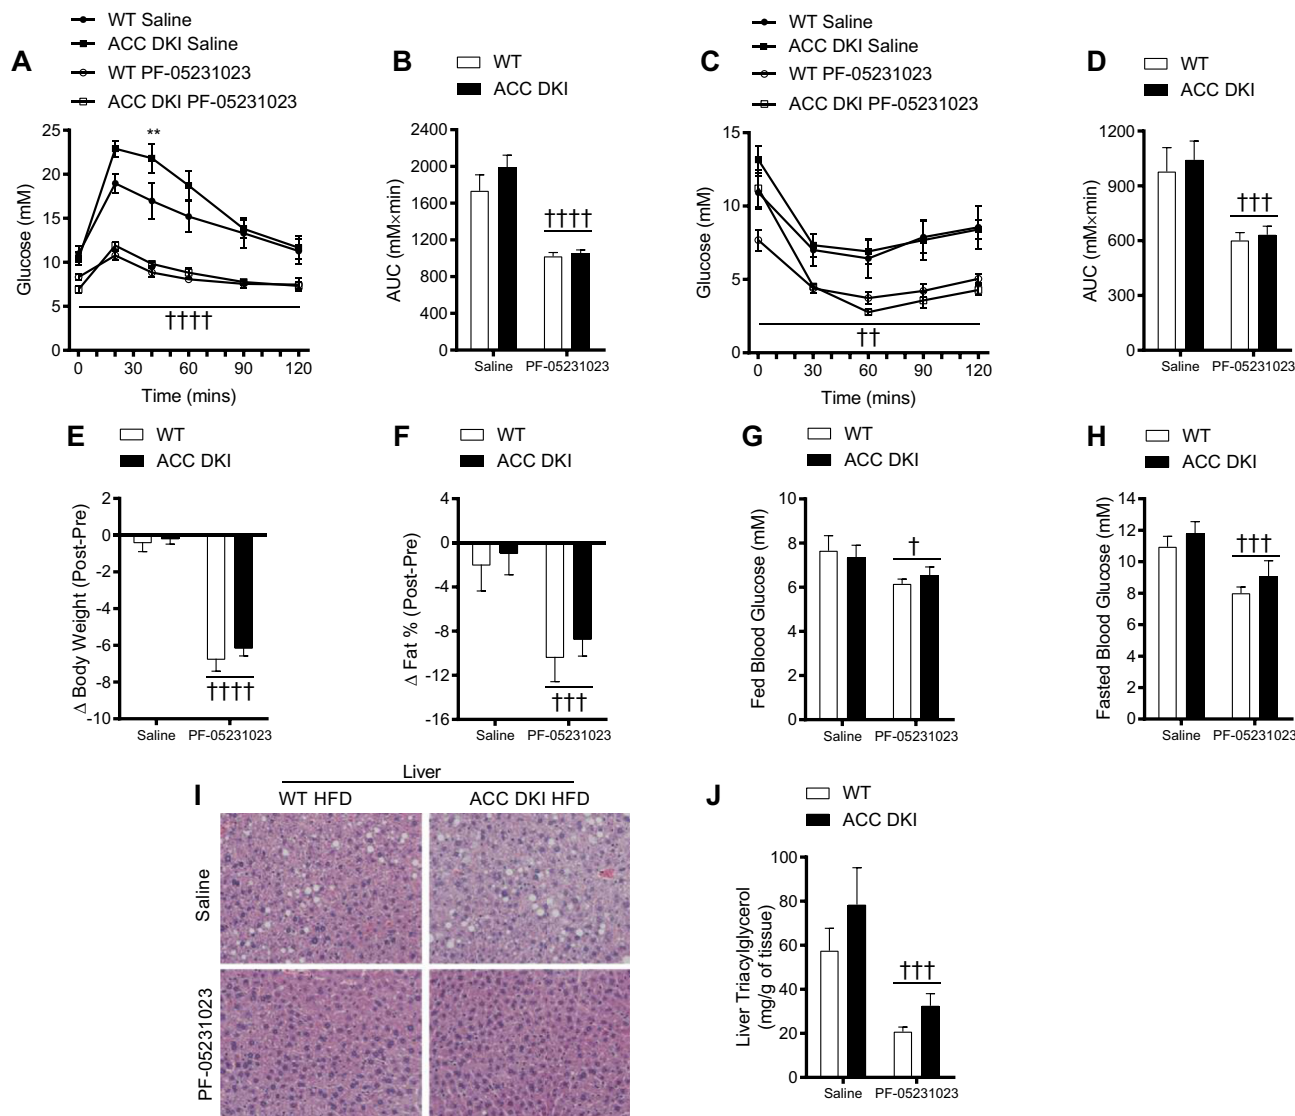 A
WT Saline
ACC DKI Saline
WT PF-05231023
ACC DKI PF-05231023
Glucose (mM)
25
20
15
10
5
0
**
††††
0 30 60 90 120
Time (mins)
B
WT
ACC DKI
AUC (mM×min)
2400
2000
1600
1200
800
400
0
††††
Saline PF-05231023
C
WT Saline
ACC DKI Saline
WT PF-05231023
ACC DKI PF-05231023
Glucose (mM)
15
10
5
0
††
0 30 60 90 120
Time (mins)
D
WT
ACC DKI
AUC (mM×min)
1200
900
600
300
0
†††
Saline PF-05231023
E
WT
ACC DKI
Δ Body Weight (Post-Pre)
2
0
-2
-4
-6
-8
-10
††††
Saline PF-05231023
F
WT
ACC DKI
Δ Fat % (Post-Pre)
4
0
-4
-8
-12
-16
†††
Saline PF-05231023
G
WT
ACC DKI
Fed Blood Glucose (mM)
10
8
6
4
2
0
†
Saline PF-05231023
H
WT
ACC DKI
Fasted Blood Glucose (mM)
14
12
10
8
6
4
2
0
†††
Saline PF-05231023
I
Liver
WT HFD ACC DKI HFD
Saline
PF-05231023
J
WT
ACC DKI
Liver Triacylglycerol
(mg/g of tissue)
100
80
60
40
20
0
†††
Saline PF-05231023